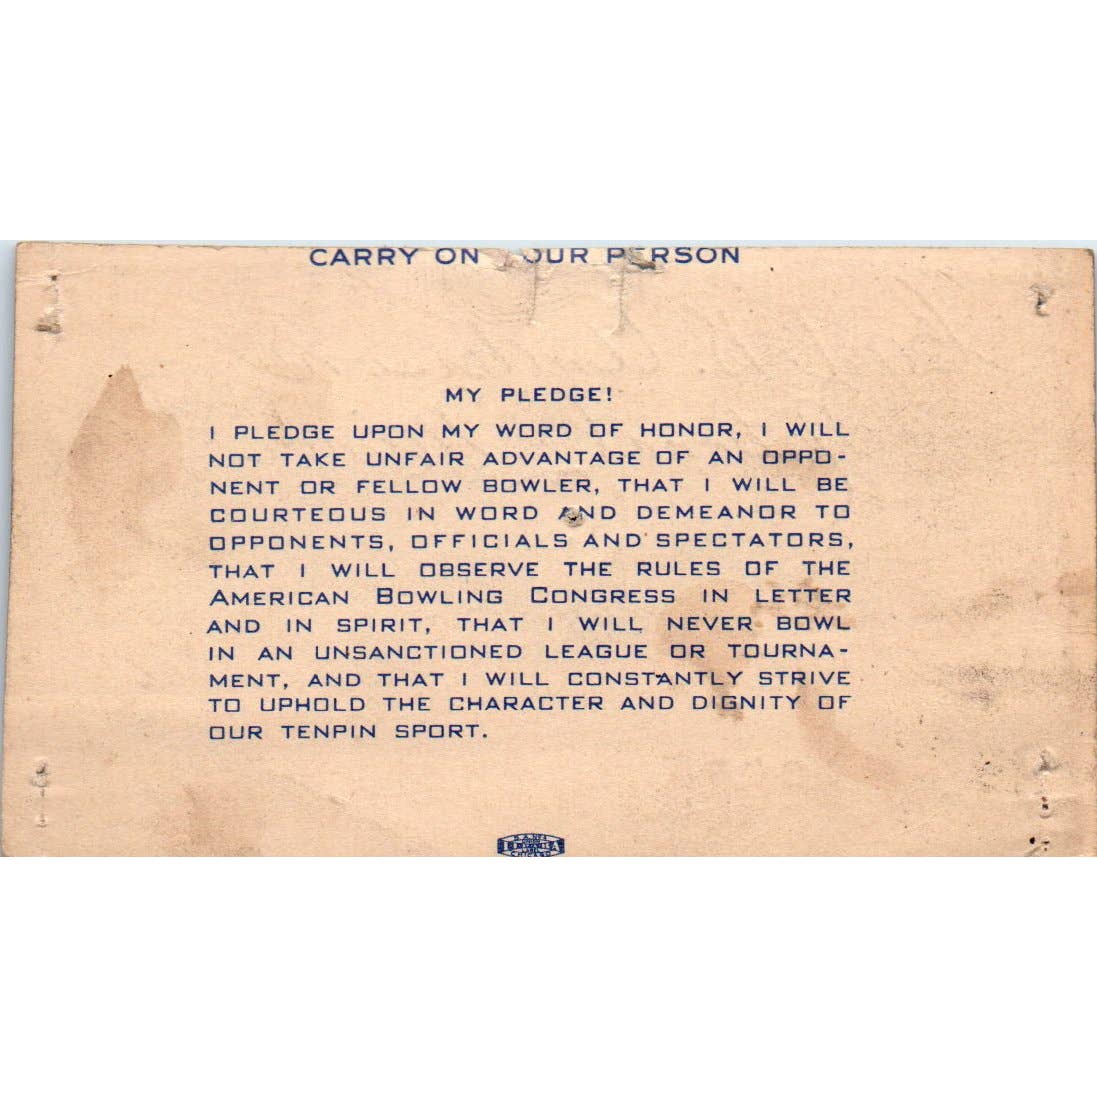 CARRY ON YOUR PERSON
MY PLEDGE!
I PLEDGE UPON MY WORD OF HONOR, I WILL
NOT TAKE UNFAIR ADVANTAGE OF AN OPPO-
NENT OR FELLOW BOWLER, THAT I WILL BE
COURTEOUS IN WORD AND DEMEANOR TO
OPPONENTS, OFFICIALS AND SPECTATORS,
THAT I WILL OBSERVE THE RULES OF THE
AMERICAN BOWLING CONGRESS IN LETTER
AND IN SPIRIT, THAT I WILL NEVER BOWL
IN AN UNSANCTIONED LEAGUE OR TOURNA-
MENT, AND THAT I WILL CONSTANTLY STRIVE
TO UPHOLD THE CHARACTER AND DIGNITY OF
OUR TENPIN SPORT.
CHICAGO